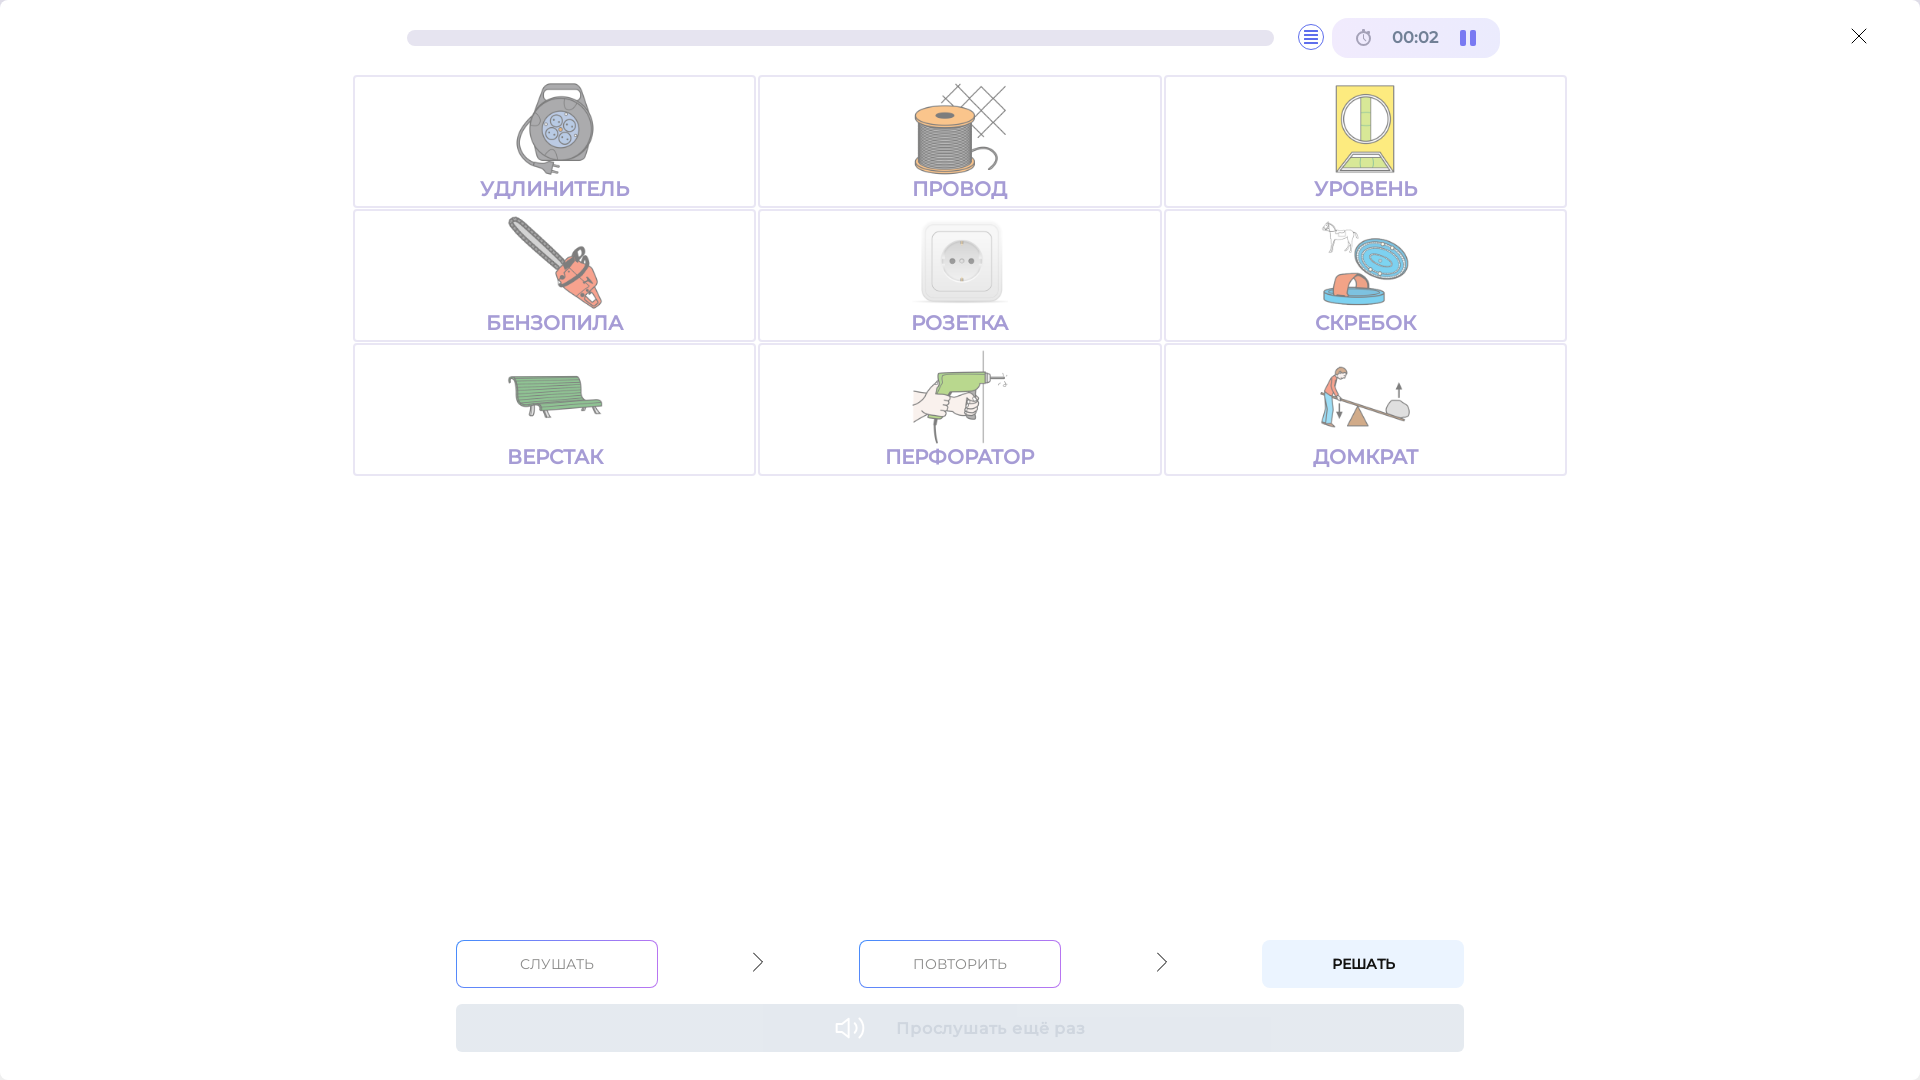 00:02
УДЛИНИТЕЛЬ
ПРОВОД
УРОВЕНЬ
БЕНЗОПИЛА
РОЗЕТКА
СКРЕБОК
ВЕРСТАК
ПЕРФОРАТОР
ДОМКРАТ
СЛУШАТЬ
ПОВТОРИТЬ
РЕШАТЬ
Прослушать ещё раз